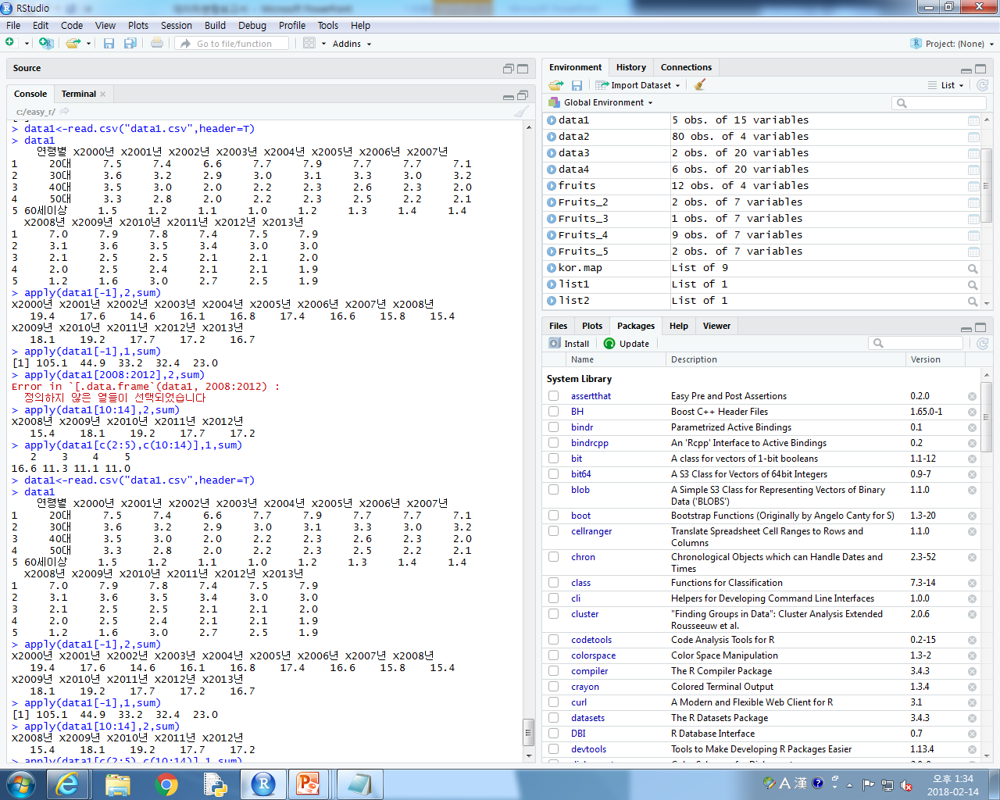 RStudio
File Edit Code View Plots Session Build Debug Profile Tools Help
Go to file/function
Addins
Project: (None)
Source
Console Terminal
c:/easy_r/
> data1<-read.csv("data1.csv",header=T)
> data1
연령별 X2000년 X2001년 X2002년 X2003년 X2004년 X2005년 X2006년 X2007년
1 20대 7.5 7.4 6.6 7.7 7.9 7.7 7.7 7.1
2 30대 3.6 3.2 2.9 3.0 3.1 3.3 3.0 3.2
3 40대 3.5 3.0 2.0 2.2 2.3 2.6 2.3 2.0
4 50대 3.3 2.8 2.0 2.2 2.3 2.5 2.2 2.1
5 60세이상 1.5 1.2 1.1 1.0 1.2 1.3 1.4 1.4
X2008년 X2009년 X2010년 X2011년 X2012년 X2013년
1 7.0 7.9 7.8 7.4 7.5 7.9
2 3.1 3.6 3.5 3.4 3.0 3.0
3 2.1 2.5 2.5 2.1 2.1 2.0
4 2.0 2.5 2.4 2.1 2.1 1.9
5 1.2 1.6 3.0 2.7 2.5 1.9
> apply(data1[-1],2,sum)
X2000년 X2001년 X2002년 X2003년 X2004년 X2005년 X2006년 X2007년 X2008년
19.4 17.6 14.6 16.1 16.8 17.4 16.6 15.8 15.4
X2009년 X2010년 X2011년 X2012년 X2013년
18.1 19.2 17.7 17.2 16.7
> apply(data1[-1],1,sum)
[1] 105.1 44.9 33.2 32.4 23.0
> apply(data1[2008:2012],2,sum)
Error in `[.data.frame`(data1, 2008:2012) :
정의하지 않은 열들이 선택되었습니다
> apply(data1[10:14],2,sum)
X2008년 X2009년 X2010년 X2011년 X2012년
15.4 18.1 19.2 17.7 17.2
> apply(data1[c(2:5),c(10:14)],1,sum)
2 3 4 5
16.6 11.3 11.1 11.0
> data1<-read.csv("data1.csv",header=T)
> data1
연령별 X2000년 X2001년 X2002년 X2003년 X2004년 X2005년 X2006년 X2007년
1 20대 7.5 7.4 6.6 7.7 7.9 7.7 7.7 7.1
2 30대 3.6 3.2 2.9 3.0 3.1 3.3 3.0 3.2
3 40대 3.5 3.0 2.0 2.2 2.3 2.6 2.3 2.0
4 50대 3.3 2.8 2.0 2.2 2.3 2.5 2.2 2.1
5 60세이상 1.5 1.2 1.1 1.0 1.2 1.3 1.4 1.4
X2008년 X2009년 X2010년 X2011년 X2012년 X2013년
1 7.0 7.9 7.8 7.4 7.5 7.9
2 3.1 3.6 3.5 3.4 3.0 3.0
3 2.1 2.5 2.5 2.1 2.1 2.0
4 2.0 2.5 2.4 2.1 2.1 1.9
5 1.2 1.6 3.0 2.7 2.5 1.9
> apply(data1[-1],2,sum)
X2000년 X2001년 X2002년 X2003년 X2004년 X2005년 X2006년 X2007년 X2008년
19.4 17.6 14.6 16.1 16.8 17.4 16.6 15.8 15.4
X2009년 X2010년 X2011년 X2012년 X2013년
18.1 19.2 17.7 17.2 16.7
> apply(data1[-1],1,sum)
[1] 105.1 44.9 33.2 32.4 23.0
> apply(data1[10:14],2,sum)
X2008년 X2009년 X2010년 X2011년 X2012년
15.4 18.1 19.2 17.7 17.2
> apply(data1[c(2:5),c(10:14)],1,sum)
Environment History Connections
Import Dataset
List
Global Environment
data1 5 obs. of 15 variables
data2 80 obs. of 4 variables
data3 2 obs. of 20 variables
data4 6 obs. of 20 variables
fruits 12 obs. of 4 variables
Fruits_2 2 obs. of 7 variables
Fruits_3 1 obs. of 7 variables
Fruits_4 9 obs. of 7 variables
Fruits_5 2 obs. of 7 variables
kor.map List of 9
list1 List of 1
list2 List of 1
Files Plots Packages Help Viewer
Install Update
Name Description Version
System Library
assertthat Easy Pre and Post Assertions 0.2.0
BH Boost C++ Header Files 1.65.0-1
bindr Parametrized Active Bindings 0.1
bindrcpp An 'Rcpp' Interface to Active Bindings 0.2
bit A class for vectors of 1-bit booleans 1.1-12
bit64 A S3 Class for Vectors of 64bit Integers 0.9-7
blob A Simple S3 Class for Representing Vectors of Binary Data ('BLOBS') 1.1.0
boot Bootstrap Functions (Originally by Angelo Canty for S) 1.3-20
cellranger Translate Spreadsheet Cell Ranges to Rows and Columns 1.1.0
chron Chronological Objects which can Handle Dates and Times 2.3-52
class Functions for Classification 7.3-14
cli Helpers for Developing Command Line Interfaces 1.0.0
cluster "Finding Groups in Data": Cluster Analysis Extended Rousseeuw et al. 2.0.6
codetools Code Analysis Tools for R 0.2-15
colorspace Color Space Manipulation 1.3-2
compiler The R Compiler Package 3.4.3
crayon Colored Terminal Output 1.3.4
curl A Modern and Flexible Web Client for R 3.1
datasets The R Datasets Package 3.4.3
DBI R Database Interface 0.7
devtools Tools to Make Developing R Packages Easier 1.13.4
A 漢
오후 1:34
2018-02-14